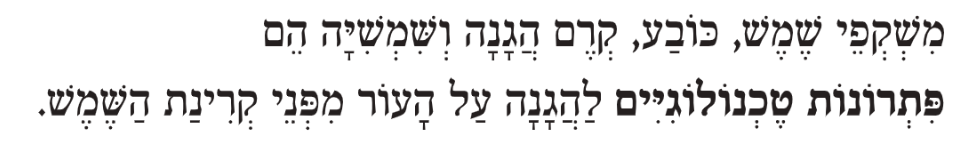 מִשְׁקְפֵי שֶׁמֶשׁ, כּוֹבַע, קְרֶם הֲגָנָה וְשִׁמְשִׁיָּה הֵם
פִּתְרוֹנוֹת טֶכְנוֹלוֹגִיִּים לַהֲגָנָה עַל הָעוֹר מִפְּנֵי קְרִינַת הַשֶּׁמֶשׁ.